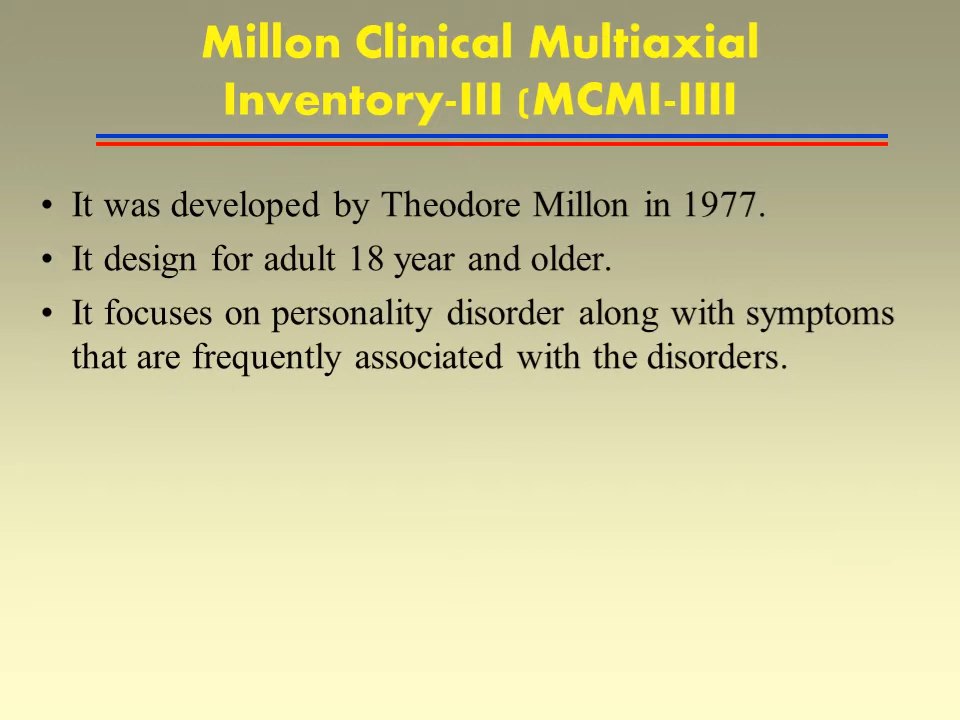 Millon Clinical Multiaxial
Inventory-III (MCMI-IIII
• It was developed by Theodore Millon in 1977.
• It design for adult 18 year and older.
• It focuses on personality disorder along with symptoms
that are frequently associated with the disorders.